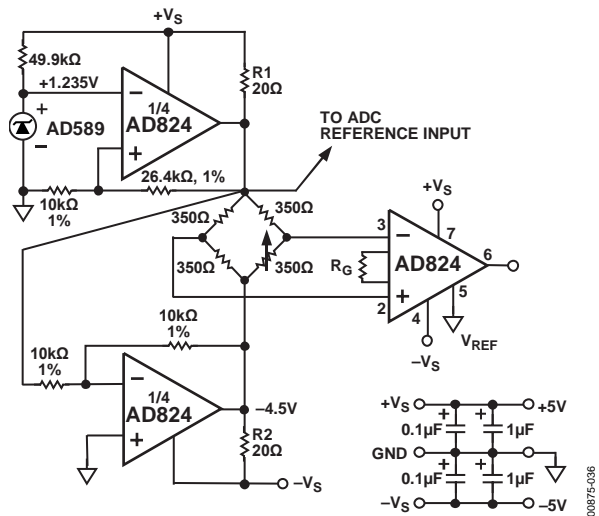 +VS
49.9kΩ
+1.235V
R1
20Ω
1/4
AD824
+
−
AD589
−
+
TO ADC
REFERENCE INPUT
26.4kΩ, 1%
10kΩ
1%
350Ω
350Ω
350Ω
350Ω
+VS
3
−
7
RG
AD824
6
+
2
4
5
−VS
VREF
10kΩ
1%
10kΩ
1%
−
1/4
AD824
+
−4.5V
R2
20Ω
−VS
+VS
+
+
+5V
0.1µF
1µF
GND
+
+
0.1µF
1µF
−VS
−5V
00875-036